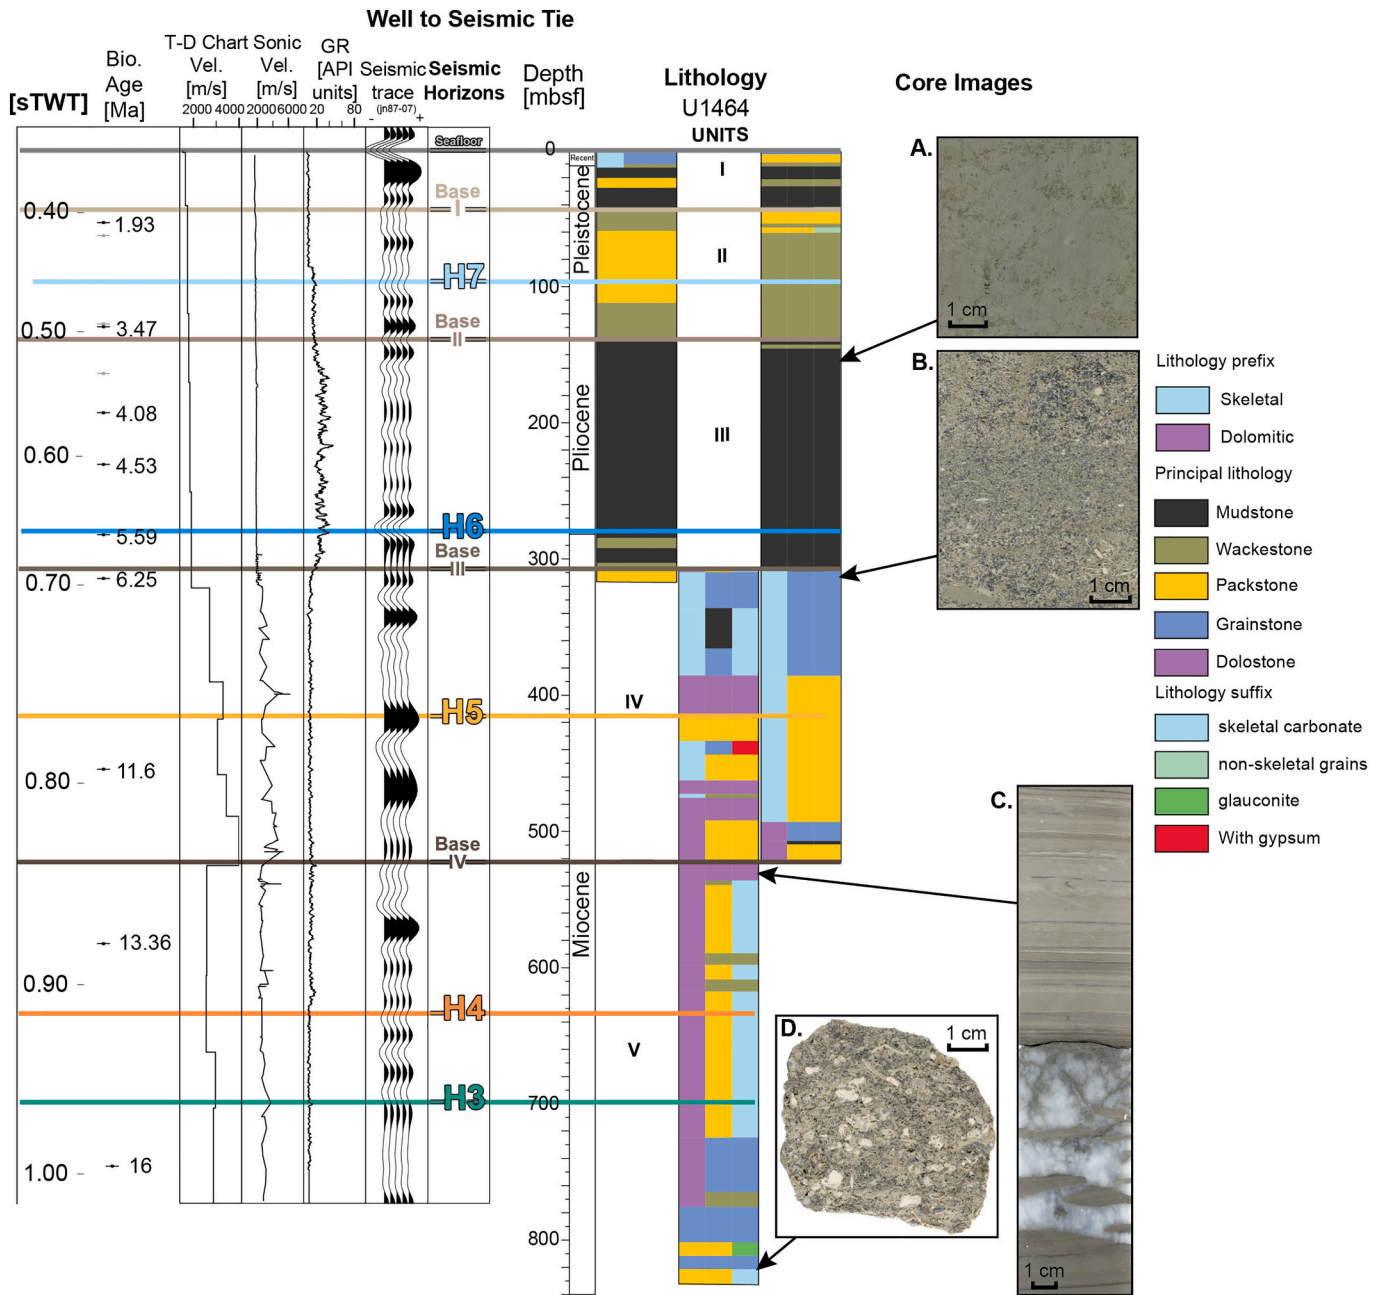 Well to Seismic Tie
[sTWT]
Bio.
Age
[Ma]
T-D Chart
Vel.
[m/s]
2000 4000
Sonic
Vel.
[m/s]
2000 6000
GR
[API
units]
20 80
Seismic
trace
(jn87-07)
- +
Seismic
Horizons
Depth
[mbsf]
Lithology
U1464
UNITS
Core Images
0.40
0.50
0.60
0.70
0.80
0.90
1.00
1.93
3.47
4.08
4.53
5.59
6.25
11.6
13.36
16
Seafloor
Base
I
H7
Base
II
H6
Base
III
H5
Base
IV
H4
H3
0
100
200
300
400
500
600
700
800
Recent
Pleistocene
Pliocene
Miocene
I
II
III
IV
V
A.
1 cm
B.
1 cm
C.
1 cm
D.
1 cm
Lithology prefix
Skeletal
Dolomitic
Principal lithology
Mudstone
Wackestone
Packstone
Grainstone
Dolostone
Lithology suffix
skeletal carbonate
non-skeletal grains
glauconite
With gypsum